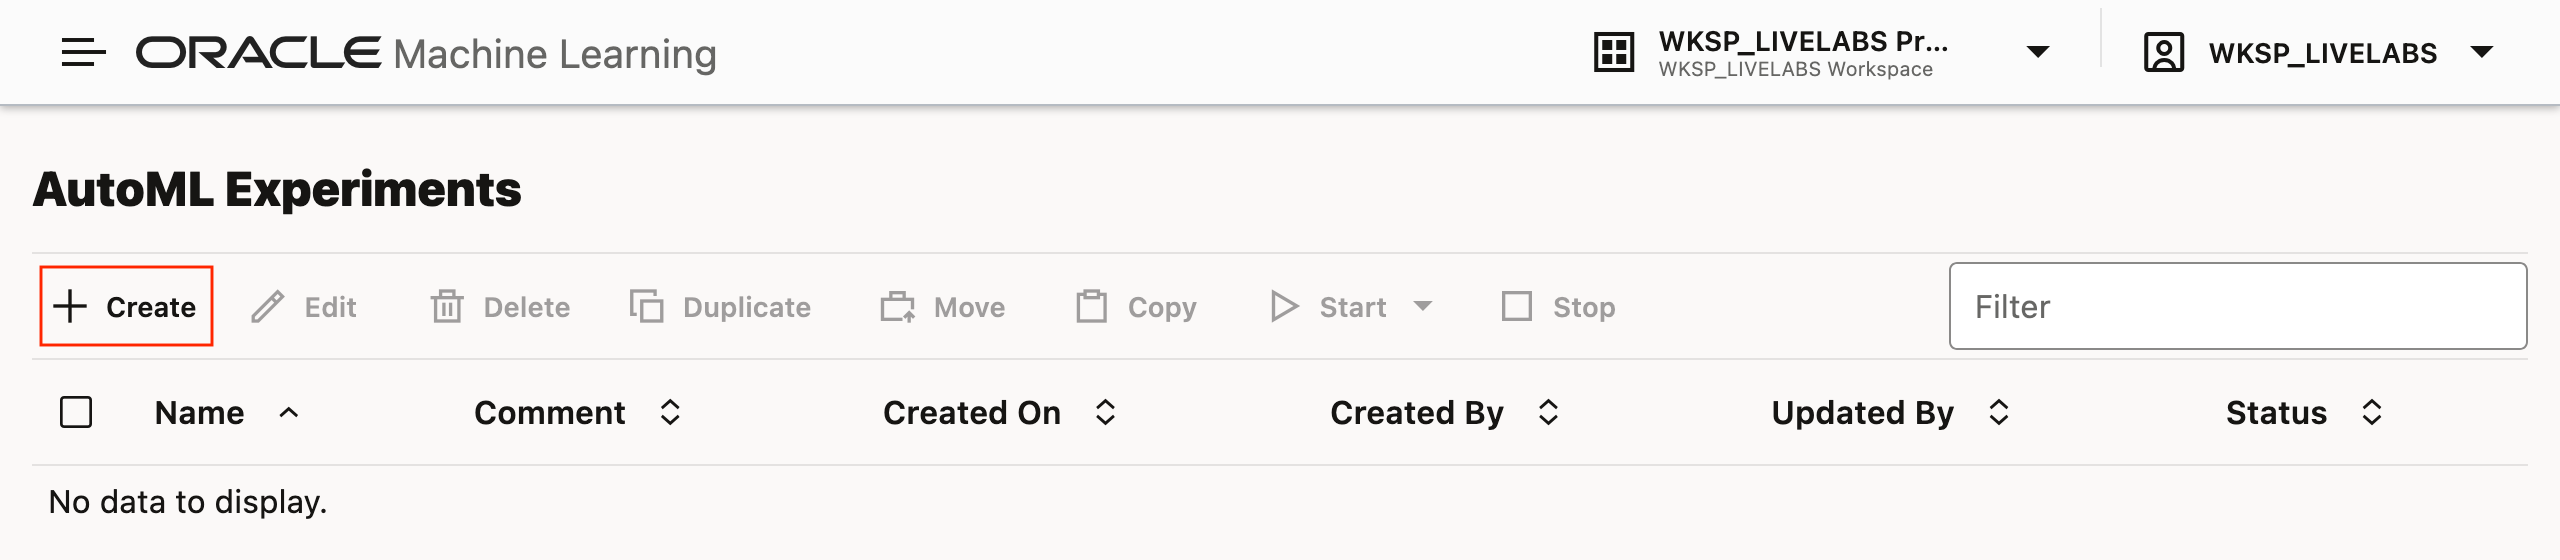 ORACLE Machine Learning
WKSP_LIVELABS Pr...
WKSP_LIVELABS Workspace
WKSP_LIVELABS
AutoML Experiments
Create Edit Delete Duplicate Move Copy Start Stop Filter
Name Comment Created On Created By Updated By Status
No data to display.